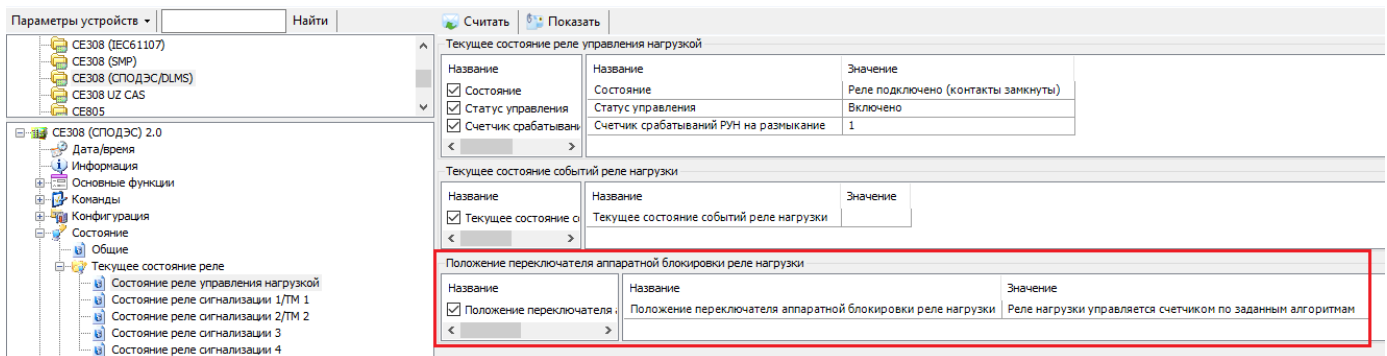 Параметры устройств Найти Считать Показать
CE308 (IEC61107)
CE308 (SMP)
CE308 (СПОДЭС/DLMS)
CE308 UZ CAS
CE805
CE308 (СПОДЭС) 2.0
Дата/время
Информация
Основные функции
Команды
Конфигурация
Состояние
Общие
Текущее состояние реле
Состояние реле управления нагрузкой
Состояние реле сигнализации 1/ТМ 1
Состояние реле сигнализации 2/ТМ 2
Состояние реле сигнализации 3
Состояние реле сигнализации 4
Текущее состояние реле управления нагрузкой
Название Название Значение
Состояние Состояние Реле подключено (контакты замкнуты)
Статус управления Статус управления Включено
Счетчик срабатывани Счетчик срабатываний РУН на размыкание 1
Текущее состояние событий реле нагрузки
Название Название Значение
Текущее состояние со Текущее состояние событий реле нагрузки
Положение переключателя аппаратной блокировки реле нагрузки
Название Название Значение
Положение переключателя Положение переключателя аппаратной блокировки реле нагрузки Реле нагрузки управляется счетчиком по заданным алгоритмам